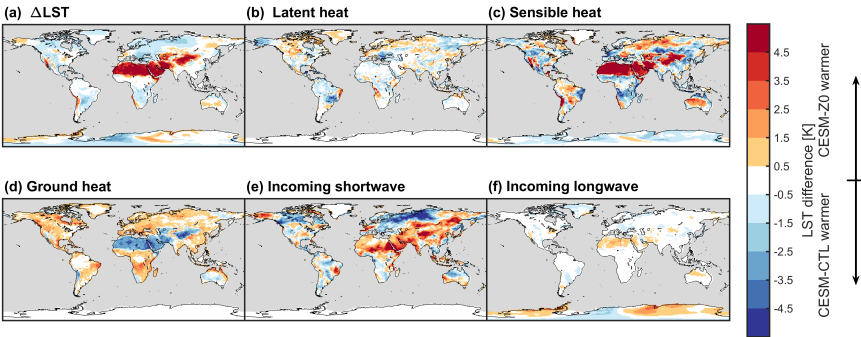 (a) ΔLST
(b) Latent heat
(c) Sensible heat
(d) Ground heat
(e) Incoming shortwave
(f) Incoming longwave
4.5
3.5
2.5
1.5
0.5
-0.5
-1.5
-2.5
-3.5
-4.5
LST difference [K]
CESM-CTL warmer
CESM-Z0 warmer